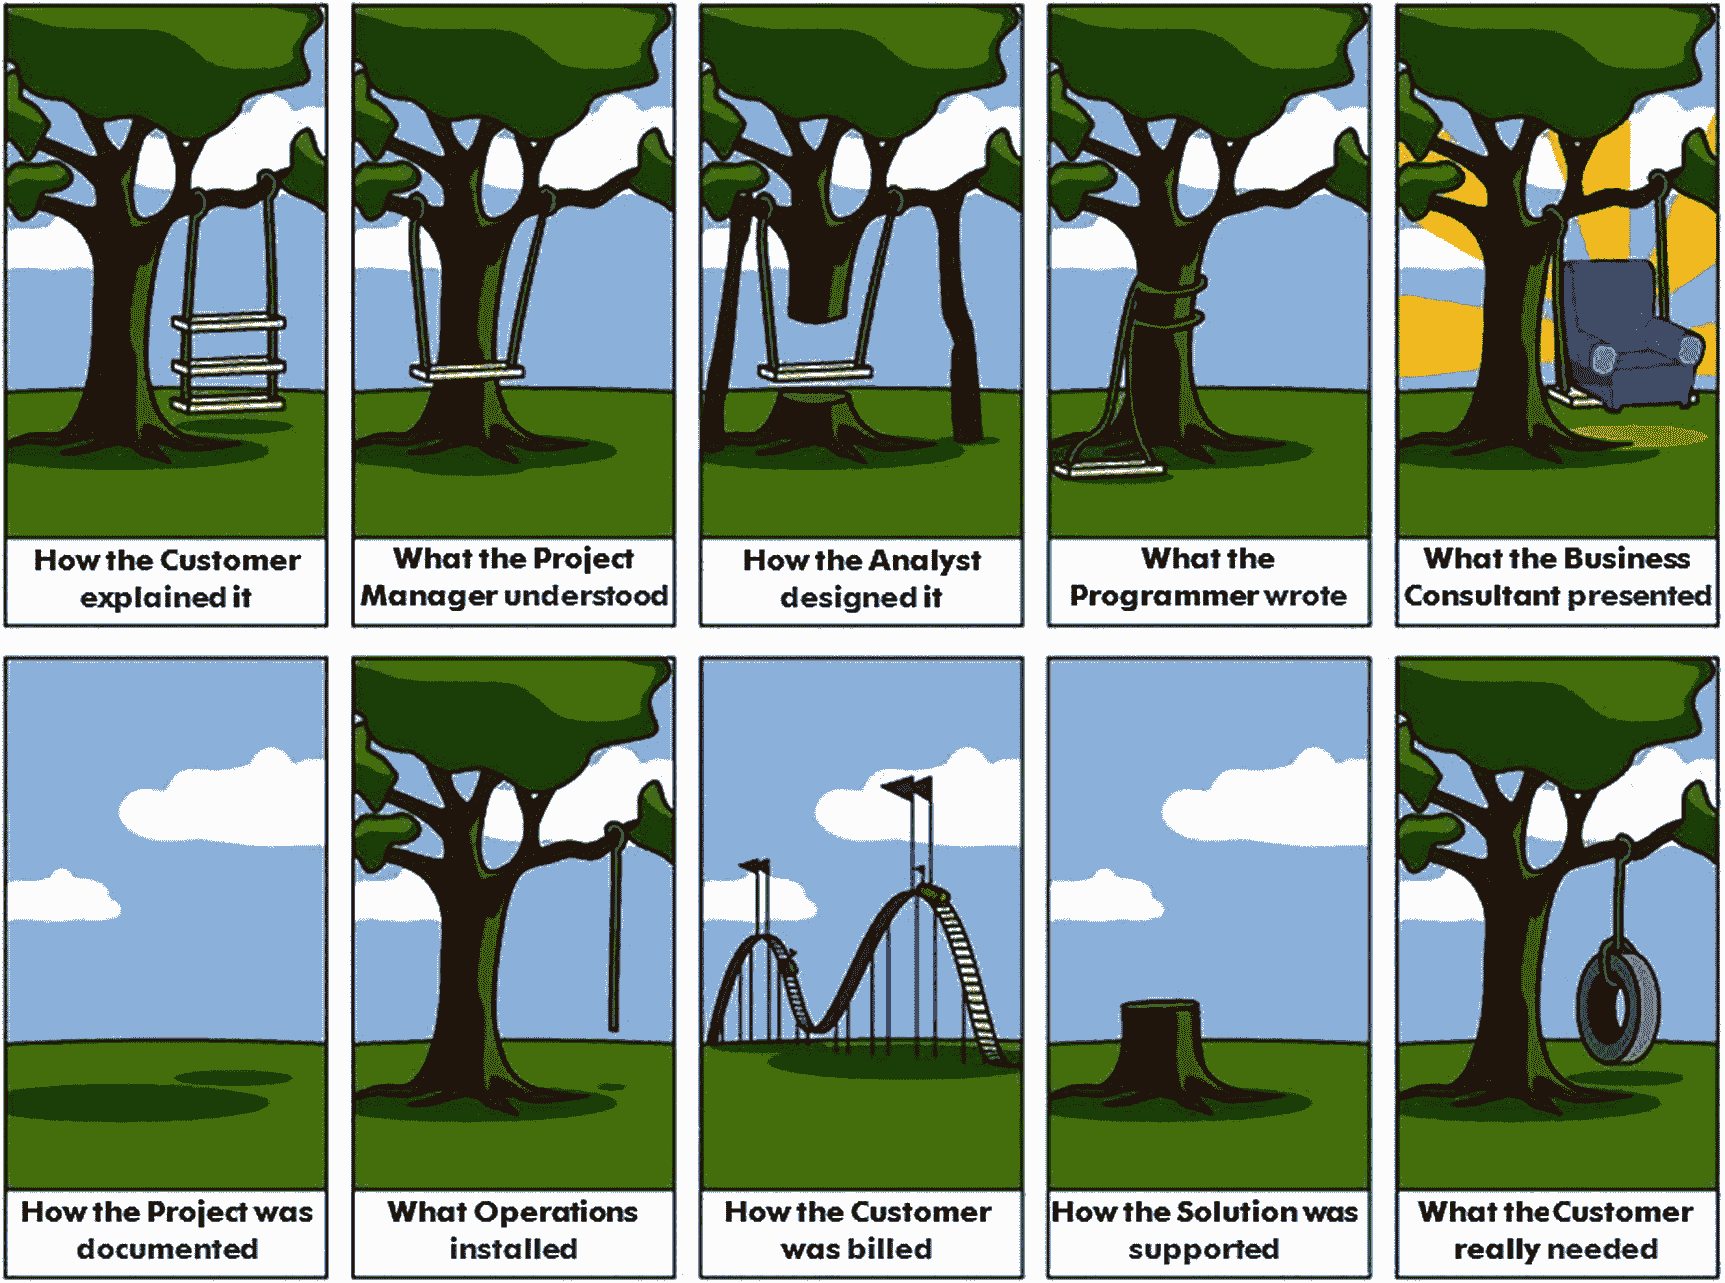 How the Customer
explained it
What the Project
Manager understood
How the Analyst
designed it
What the
Programmer wrote
What the Business
Consultant presented
How the Project was
documented
What Operations
installed
How the Customer
was billed
How the Solution was
supported
What the Customer
really needed